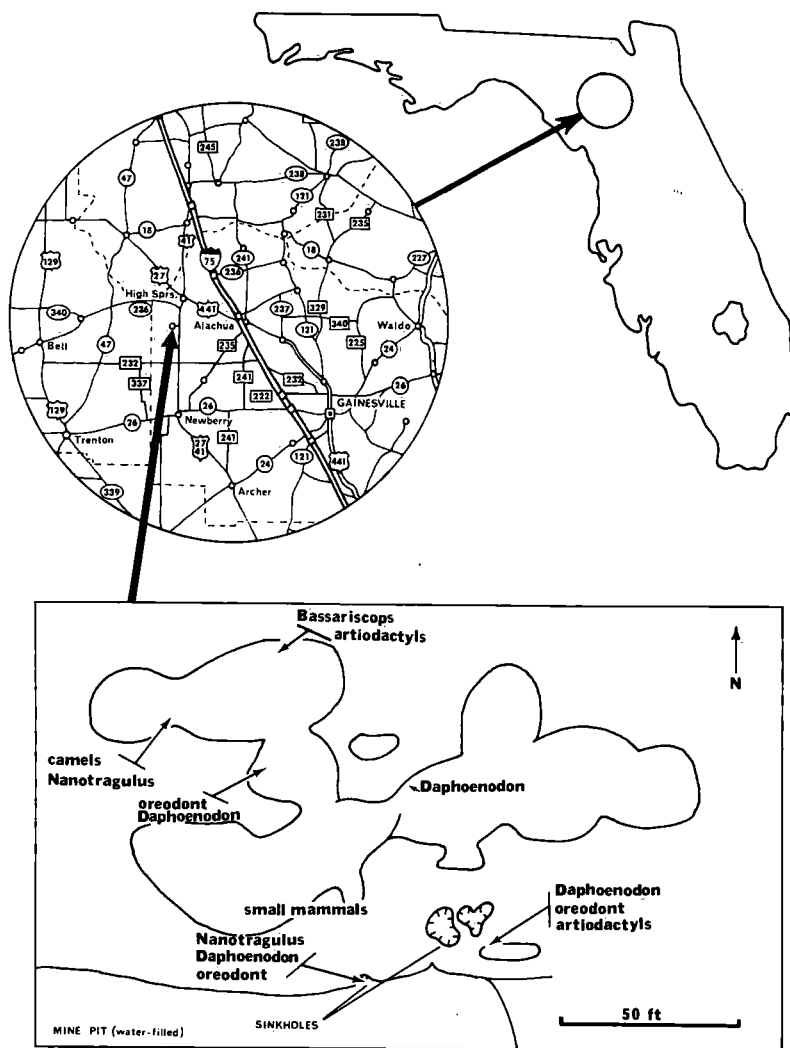 245
238
238
47
121
231
235
18
41
241
18
129
27
75
236
227
High Sprs.
340
236
441
237
329
Alachua
121
340
Waldo
Bell
47
235
225
24
232
337
241
232
26
222
129
26
26
GAINESVILLE
Newberry
Trenton
27
41
241
24
121
441
339
Archer
Bassariscops
artiodactyls
N
camels
Nanotragulus
oreodont
Daphoenodon
Daphoenodon
small mammals
Daphoenodon
oreodont
artiodactyls
Nanotragulus
Daphoenodon
oreodont
MINE PIT (water-filled)
SINKHOLES
50 ft